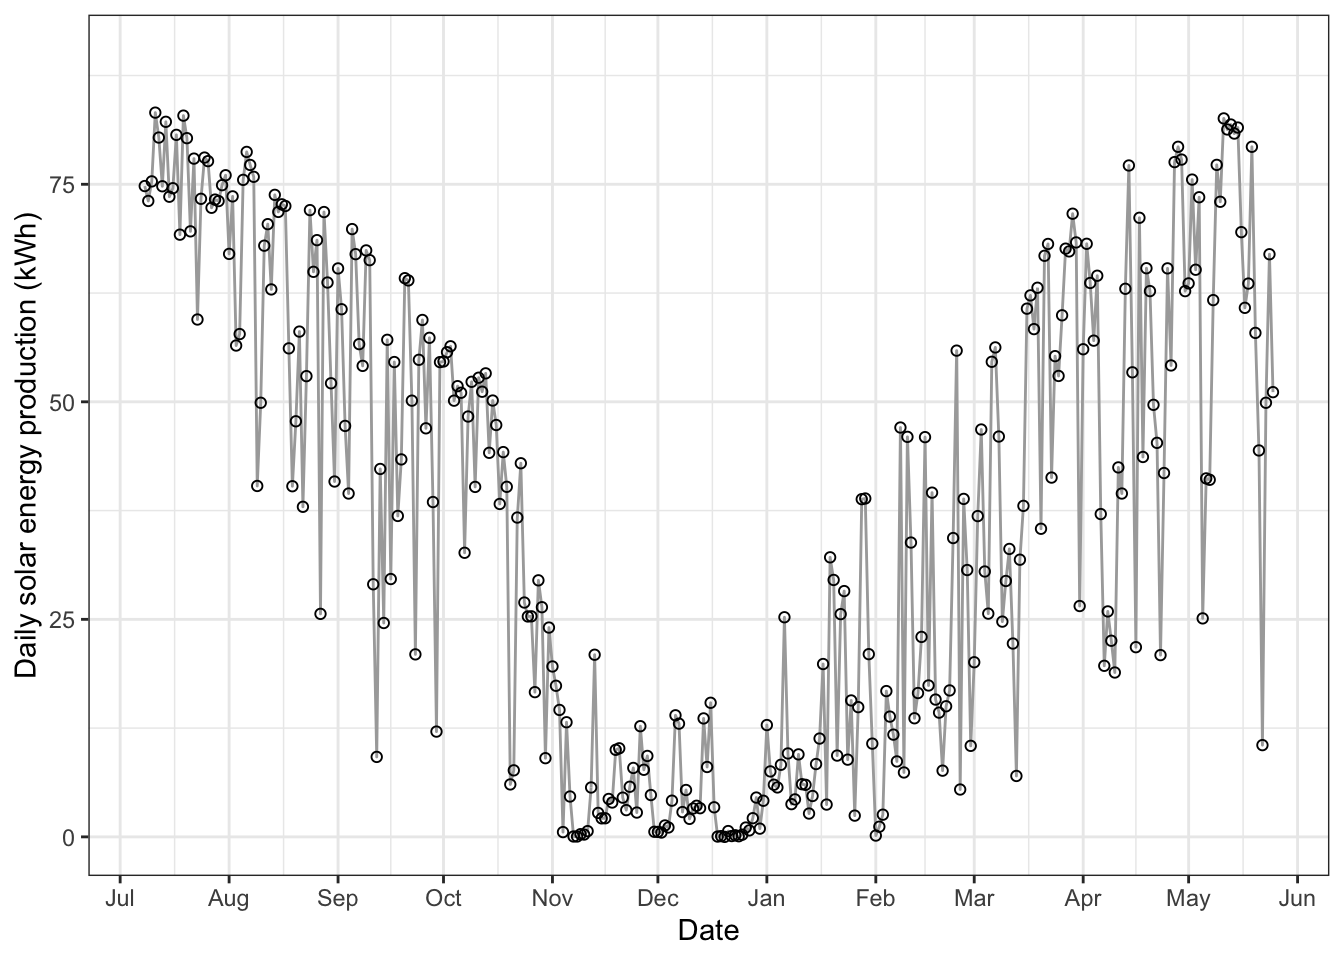 Daily solar energy production (kWh)
75
50
25
0
Jul Aug Sep Oct Nov Dec Jan Feb Mar Apr May Jun
Date